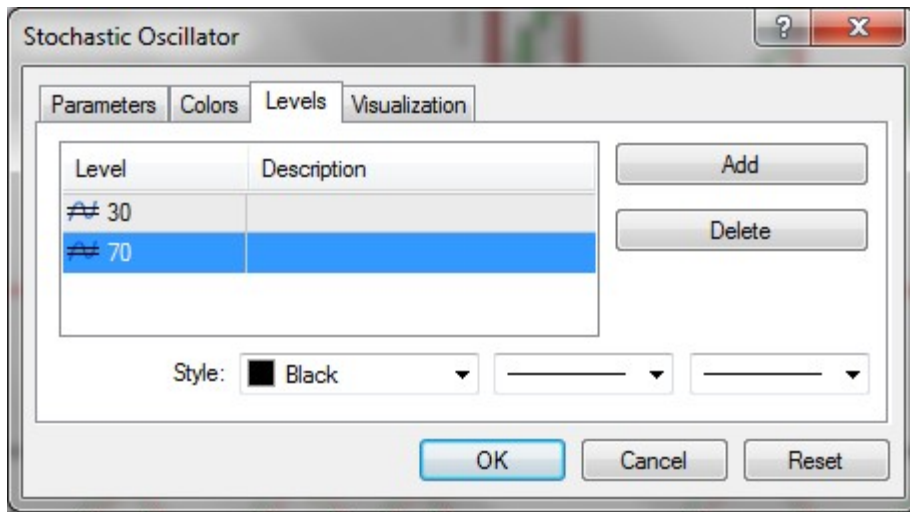 Stochastic Oscillator
?
X
Parameters Colors Levels Visualization
Level Description
30
70
Add
Delete
Style: Black
OK Cancel Reset